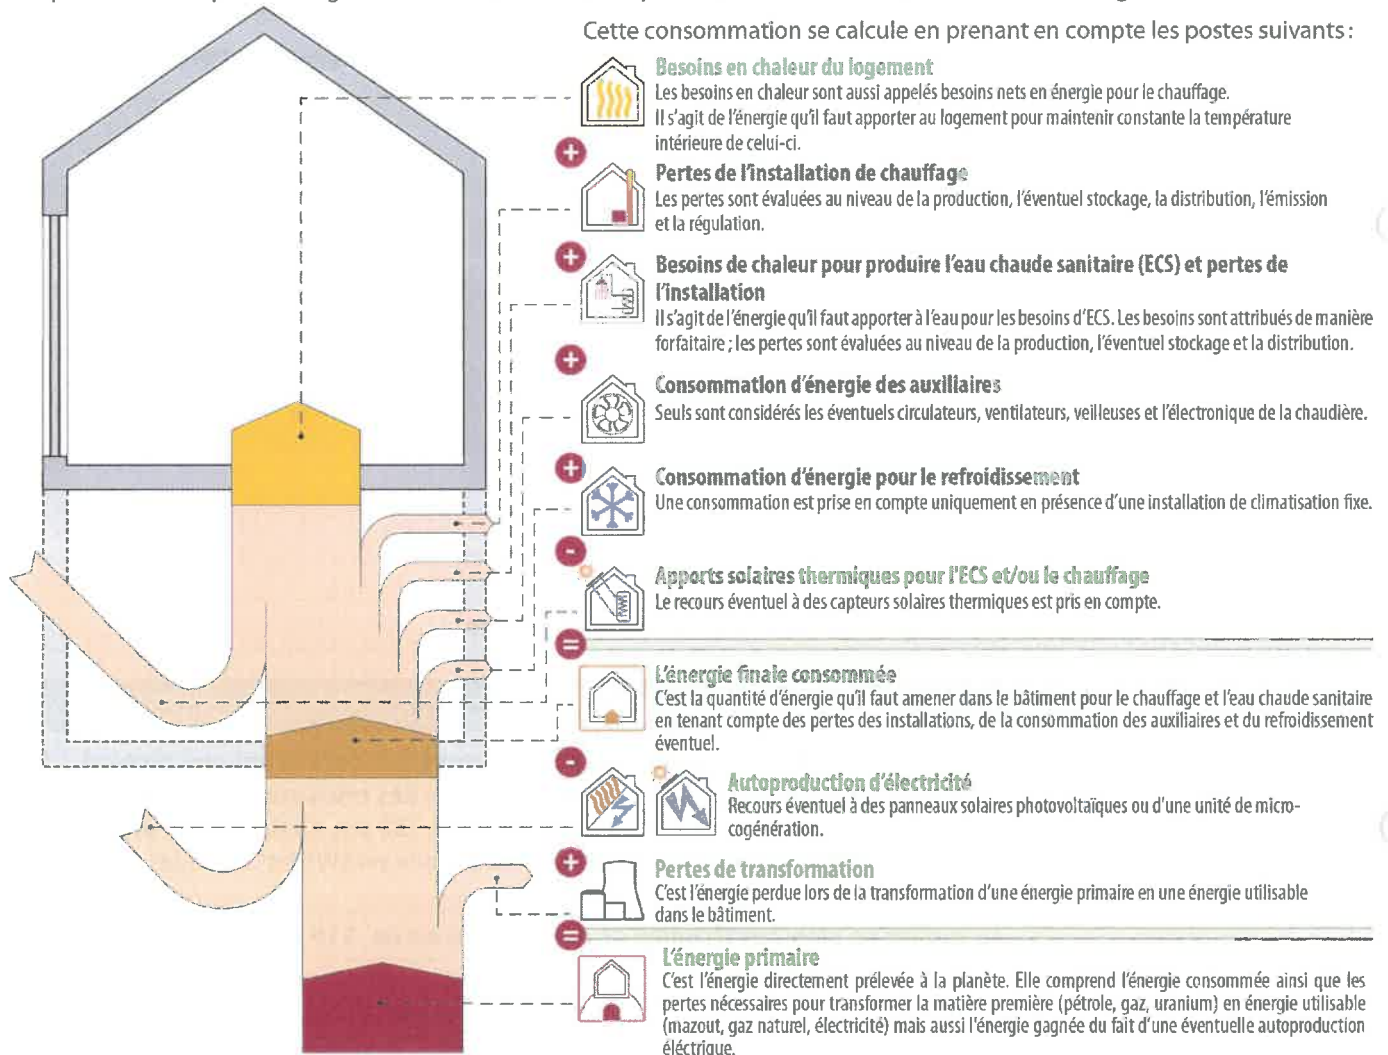 Cette consommation se calcule en prenant en compte les postes suivants :
Besoins en chaleur du logement
Les besoins en chaleur sont aussi appelés besoins nets en énergie pour le chauffage.
Il s'agit de l'énergie qu'il faut apporter au logement pour maintenir constante la température
intérieure de celui-ci.
+
Pertes de l'installation de chauffage
Les pertes sont évaluées au niveau de la production, l'éventuel stockage, la distribution, l'émission
et la régulation.
+
Besoins de chaleur pour produire l'eau chaude sanitaire (ECS) et pertes de
l'installation
Il s'agit de l'énergie qu'il faut apporter à l'eau pour les besoins d'ECS. Les besoins sont attribués de manière
forfaitaire ; les pertes sont évaluées au niveau de la production, l'éventuel stockage et la distribution.
+
Consommation d'énergie des auxiliaires
Seuls sont considérés les éventuels circulateurs, ventilateurs, veilleuses et l'électronique de la chaudière.
+
Consommation d'énergie pour le refroidissement
Une consommation est prise en compte uniquement en présence d'une installation de climatisation fixe.
-
Apports solaires thermiques pour l'ECS et/ou le chauffage
Le recours éventuel à des capteurs solaires thermiques est pris en compte.
=
L'énergie finale consommée
C'est la quantité d'énergie qu'il faut amener dans le bâtiment pour le chauffage et l'eau chaude sanitaire
en tenant compte des pertes des installations, de la consommation des auxiliaires et du refroidissement
éventuel.
-
Autoproduction d'électricité
Recours éventuel à des panneaux solaires photovoltaïques ou d'une unité de micro-
cogénération.
+
Pertes de transformation
C'est l'énergie perdue lors de la transformation d'une énergie primaire en une énergie utilisable
dans le bâtiment.
=
L'énergie primaire
C'est l'énergie directement prélevée à la planète. Elle comprend l'énergie consommée ainsi que les
pertes nécessaires pour transformer la matière première (pétrole, gaz, uranium) en énergie utilisable
(mazout, gaz naturel, électricité) mais aussi l'énergie gagnée du fait d'une éventuelle autoproduction
éléctrique.